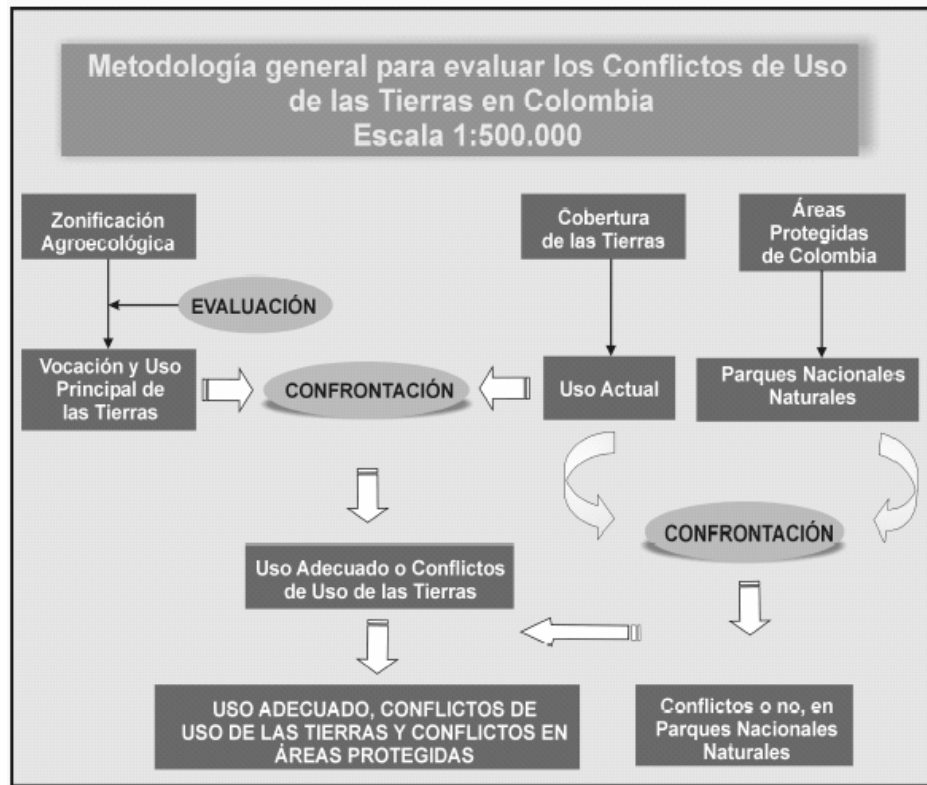 Metodología general para evaluar los Conflictos de Uso
de las Tierras en Colombia
Escala 1:500.000
Zonificación
Agroecológica
Cobertura
de las Tierras
Áreas
Protegidas
de Colombia
EVALUACIÓN
Vocación y Uso
Principal de
las Tierras
CONFRONTACIÓN
Uso Actual
Parques Nacionales
Naturales
CONFRONTACIÓN
Uso Adecuado o Conflictos
de Uso de las Tierras
USO ADECUADO, CONFLICTOS DE
USO DE LAS TIERRAS Y CONFLICTOS EN
ÁREAS PROTEGIDAS
Conflictos o no, en
Parques Nacionales
Naturales